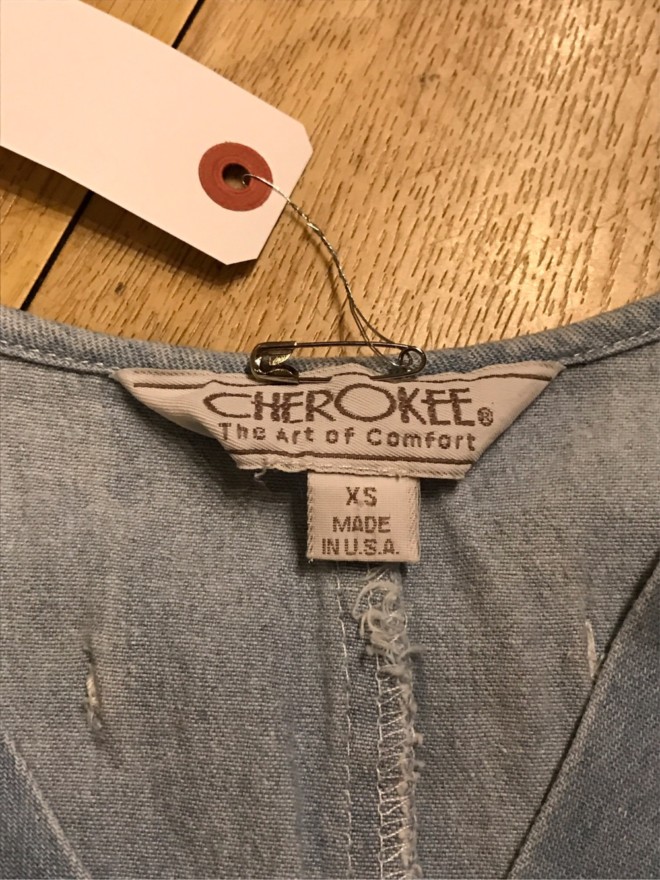 CHEROKEE®
The Art of Comfort
XS
MADE
IN U.S.A.